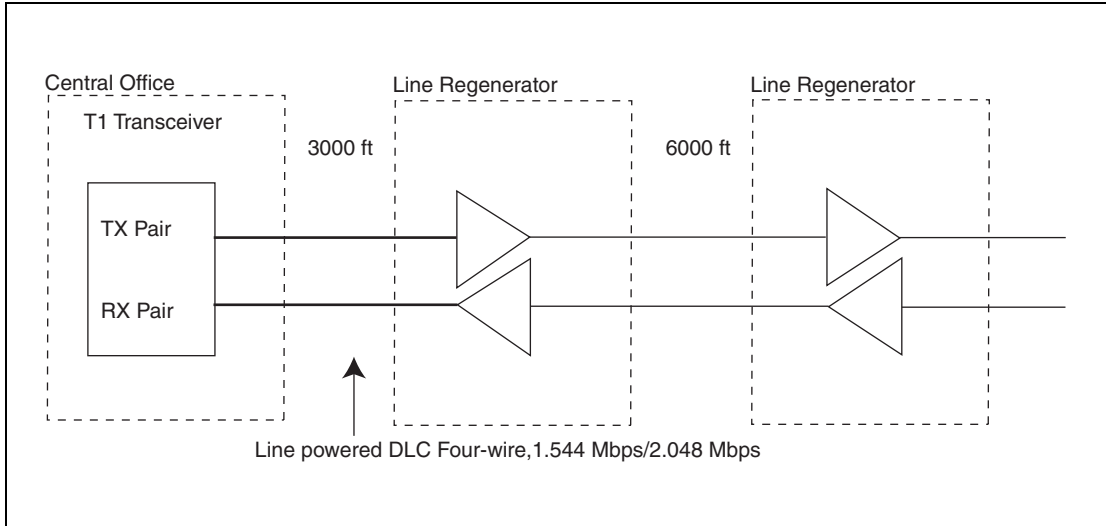 Central Office
Line Regenerator
Line Regenerator
T1 Transceiver
3000 ft
6000 ft
TX Pair
RX Pair
Line powered DLC Four-wire,1.544 Mbps/2.048 Mbps